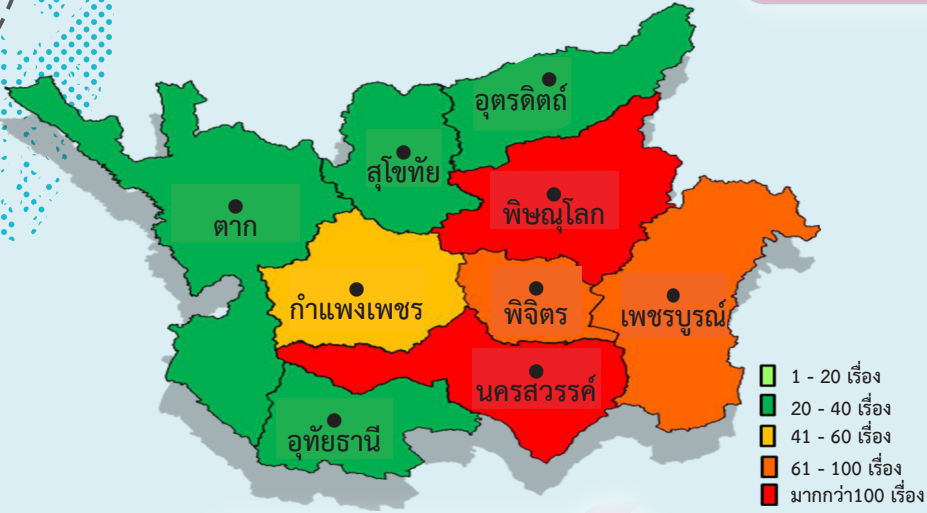 อุตรดิตถ์
สุโขทัย
พิษณุโลก
ตาก
กำแพงเพชร
พิจิตร
เพชรบูรณ์
นครสวรรค์
อุทัยธานี
1 - 20 เรื่อง
20 - 40 เรื่อง
41 - 60 เรื่อง
61 - 100 เรื่อง
มากกว่า100 เรื่อง